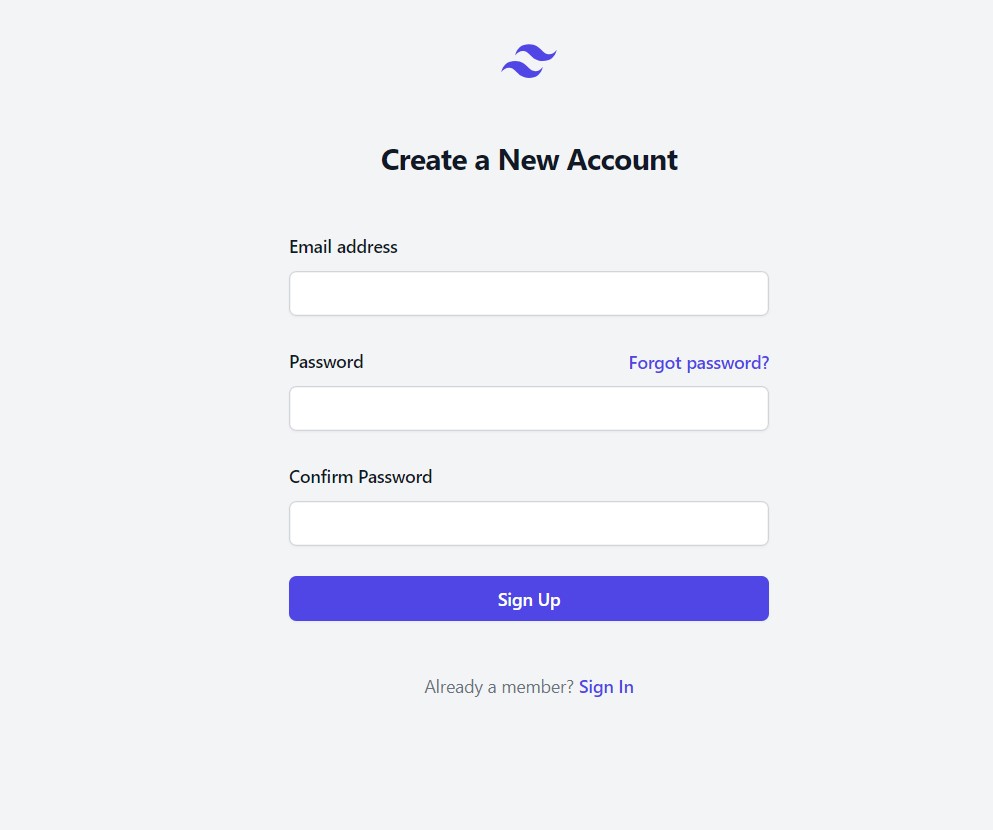 Create a New Account
Email address
Password
Forgot password?
Confirm Password
Sign Up
Already a member? Sign In